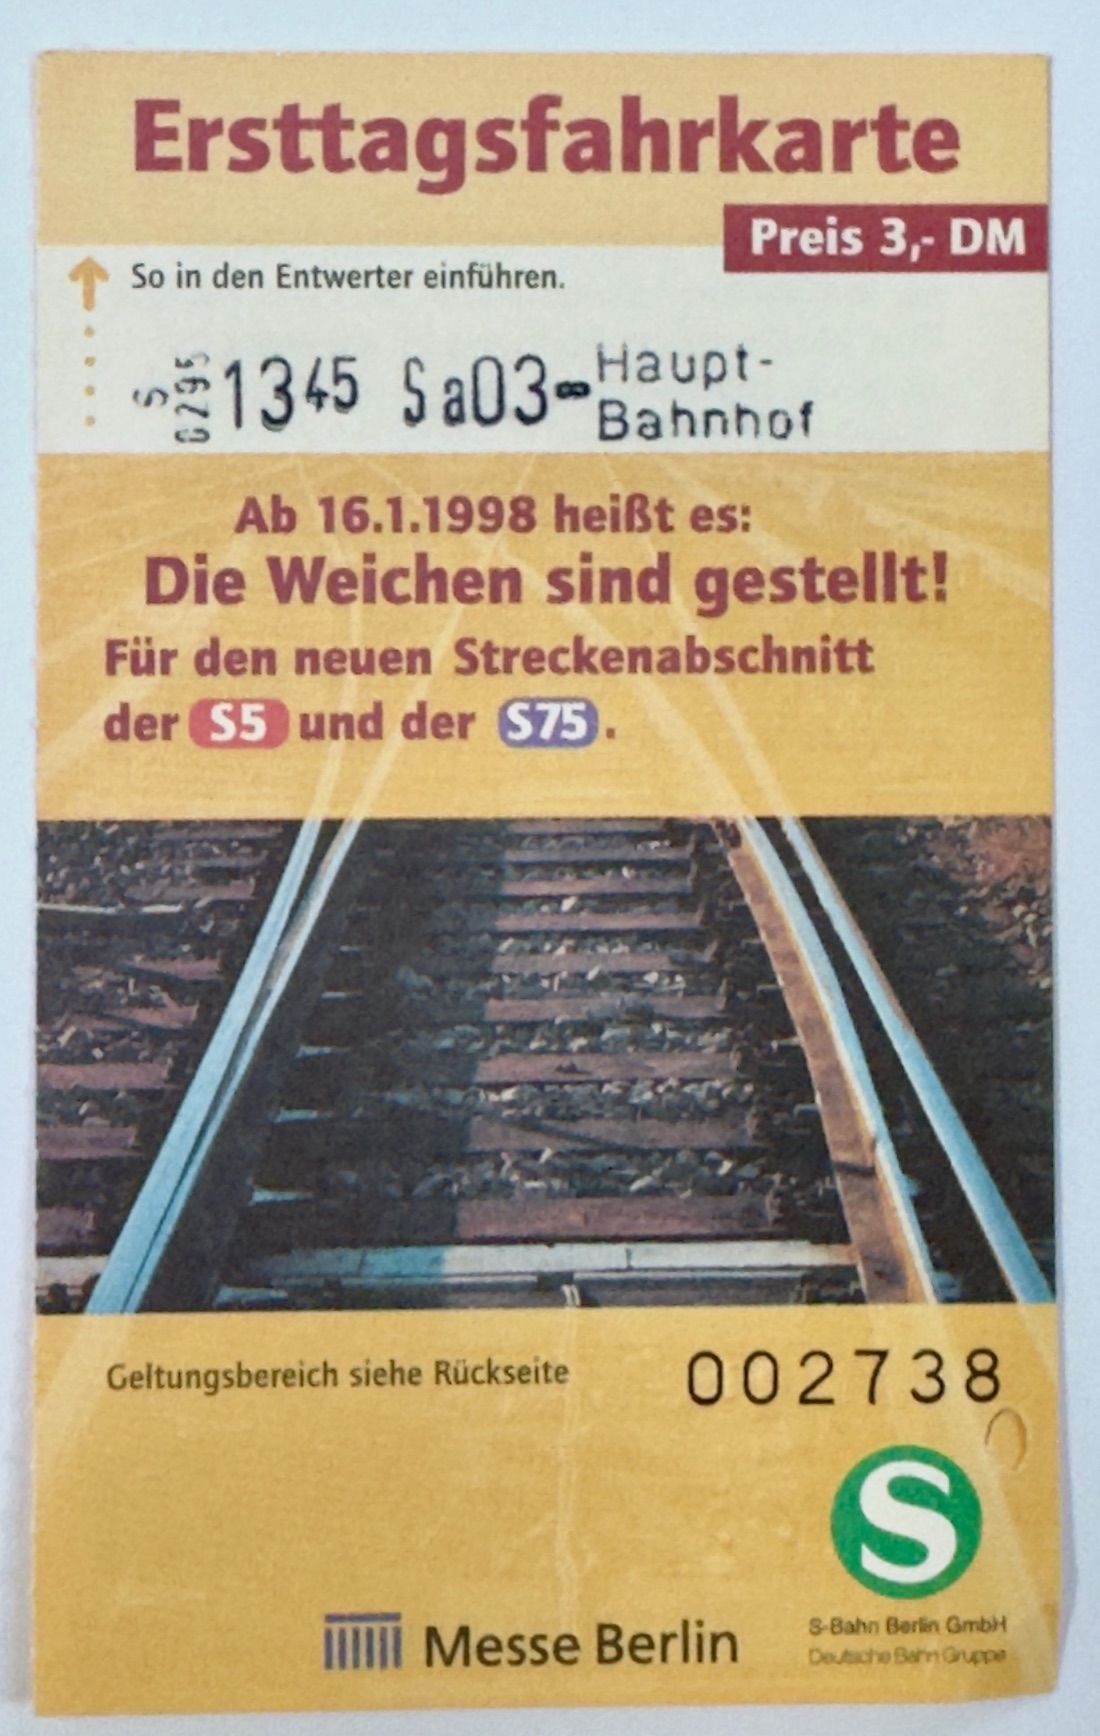 Ersttagsfahrkarte
Preis 3,- DM
So in den Entwerter einführen.
S
0295
1345 Sa03- Haupt-
Bahnhof
Ab 16.1.1998 heißt es:
Die Weichen sind gestellt!
Für den neuen Streckenabschnitt
der S5 und der S75.
Geltungsbereich siehe Rückseite
002738
S
S-Bahn Berlin GmbH
Deutsche Bahn Gruppe
Messe Berlin